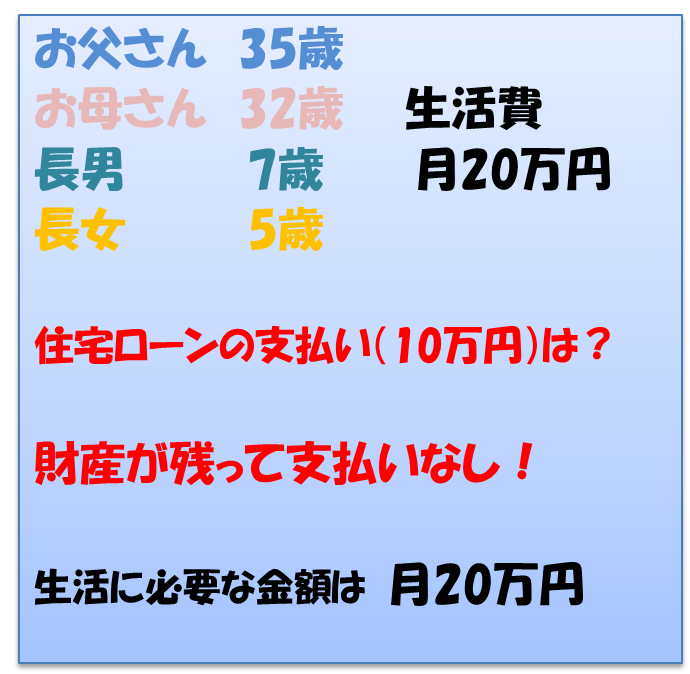 お父さん 35歳
お母さん 32歳 生活費
長男 7歳 月20万円
長女 5歳
住宅ローンの支払い(10万円)は？
財産が残って支払いなし！
生活に必要な金額は 月20万円